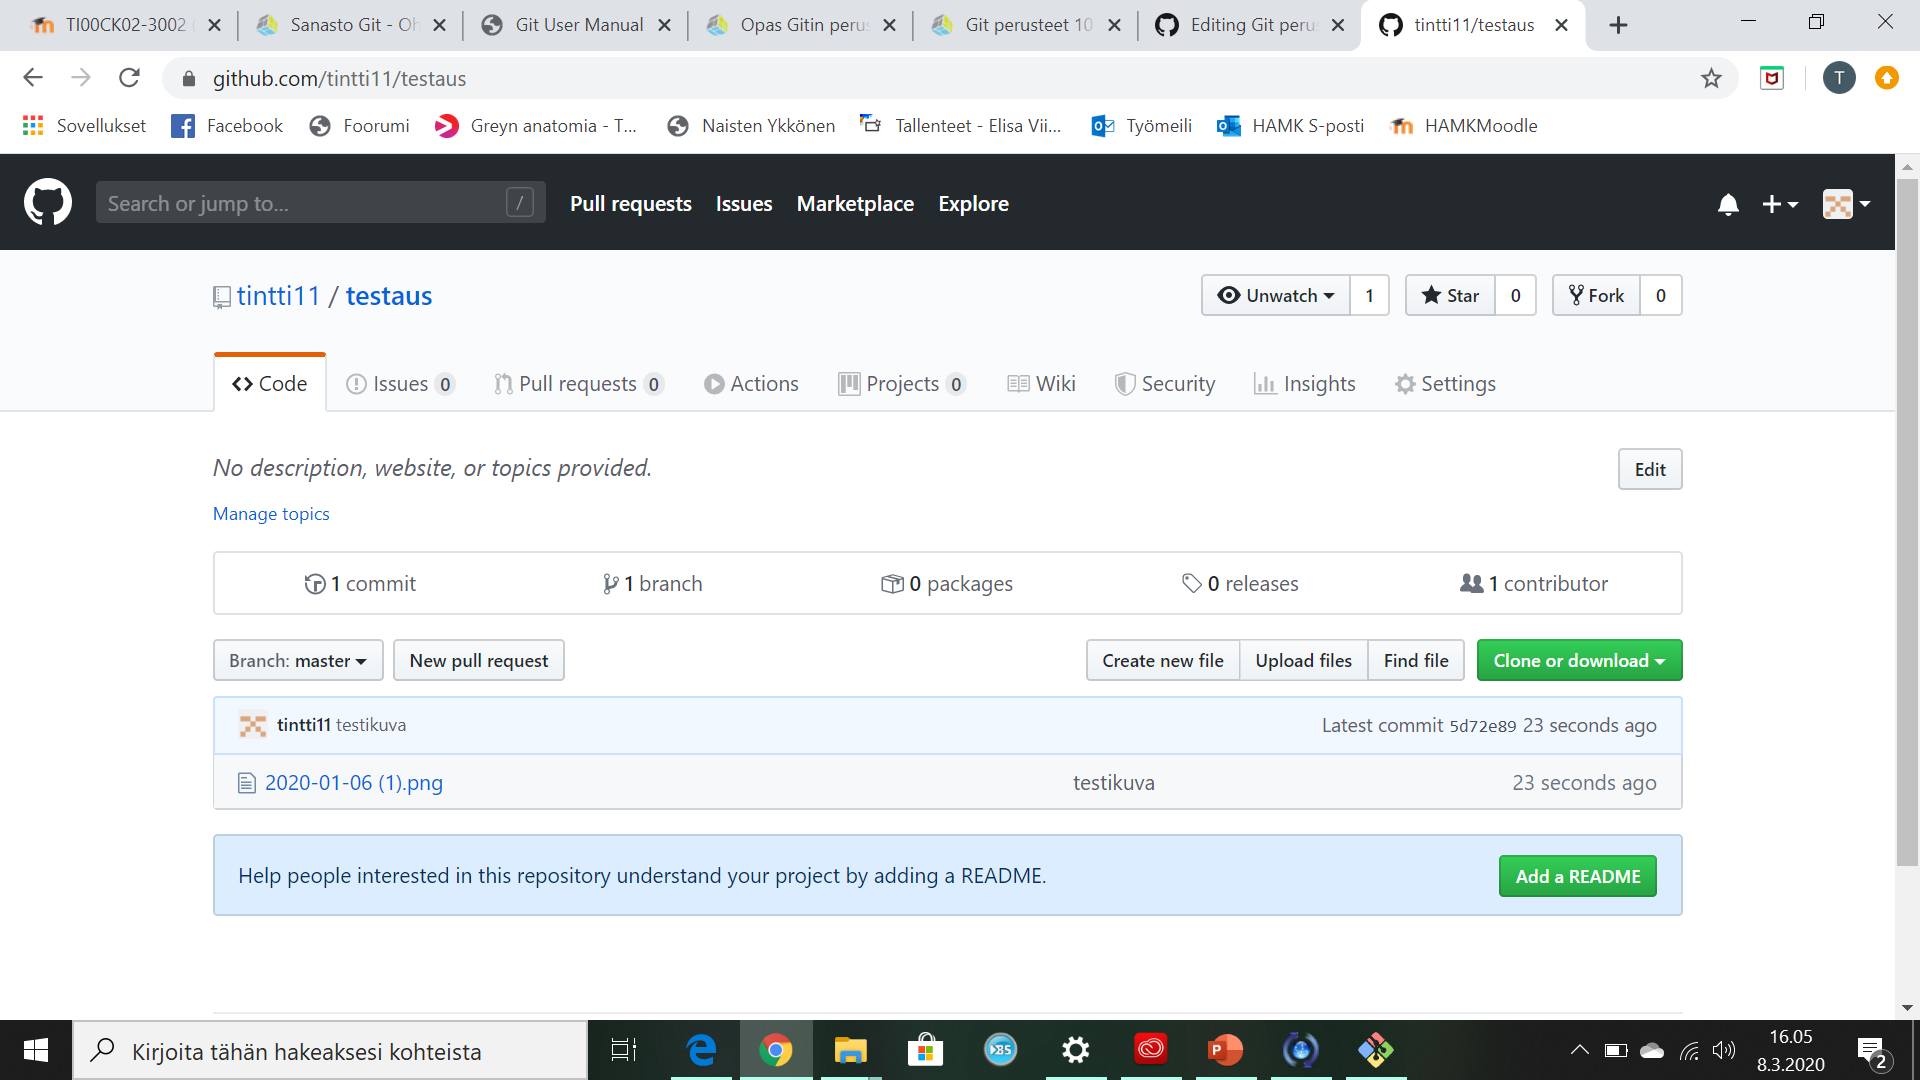 TI00CK02-3002
Sanasto Git - Oh
Git User Manual
Opas Gitin perus
Git perusteet 10
Editing Git perus
tintti11/testaus
github.com/tintti11/testaus
T
Sovellukset
Facebook
Foorumi
Greyn anatomia - T...
Naisten Ykkönen
Tallenteet - Elisa Vii...
Työmeili
HAMK S-posti
HAMKMoodle
Search or jump to...
/
Pull requests
Issues
Marketplace
Explore
tintti11 / testaus
Unwatch 1
Star 0
Fork 0
Code
Issues 0
Pull requests 0
Actions
Projects 0
Wiki
Security
Insights
Settings
No description, website, or topics provided.
Edit
Manage topics
1 commit
1 branch
0 packages
0 releases
1 contributor
Branch: master
New pull request
Create new file
Upload files
Find file
Clone or download
tintti11 testikuva
Latest commit 5d72e89 23 seconds ago
2020-01-06 (1).png
testikuva
23 seconds ago
Help people interested in this repository understand your project by adding a README.
Add a README
Kirjoita tähän hakeaksesi kohteista
16.05
8.3.2020
2